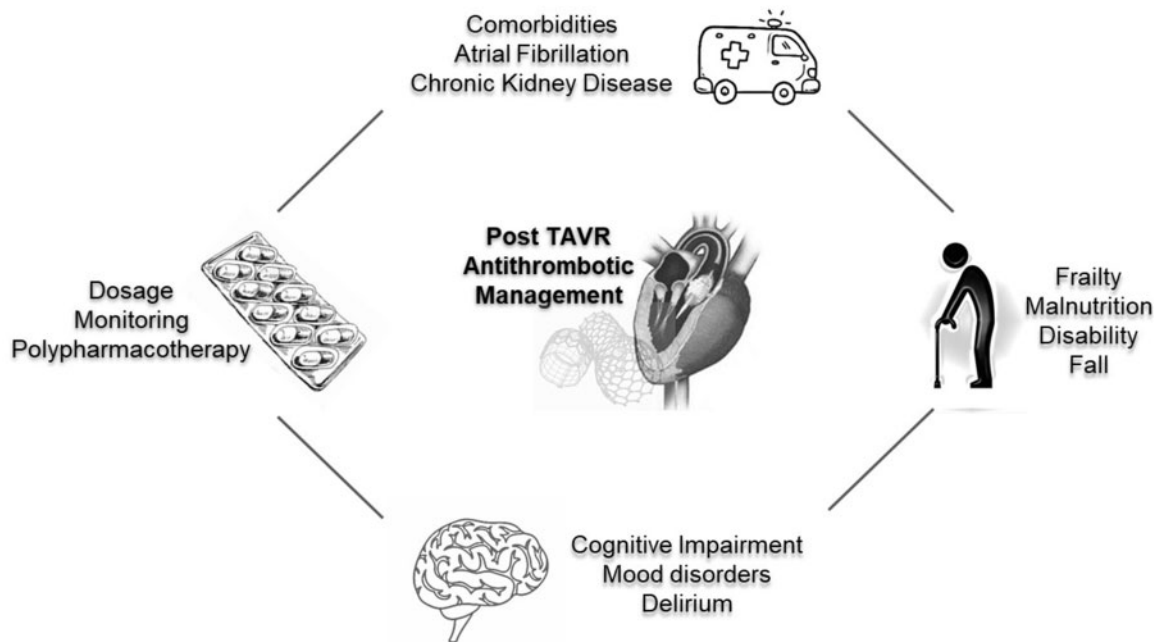 Comorbidities
Atrial Fibrillation
Chronic Kidney Disease
Post TAVR
Antithrombotic
Management
Dosage
Monitoring
Polypharmacotherapy
Frailty
Malnutrition
Disability
Fall
Cognitive Impairment
Mood disorders
Delirium